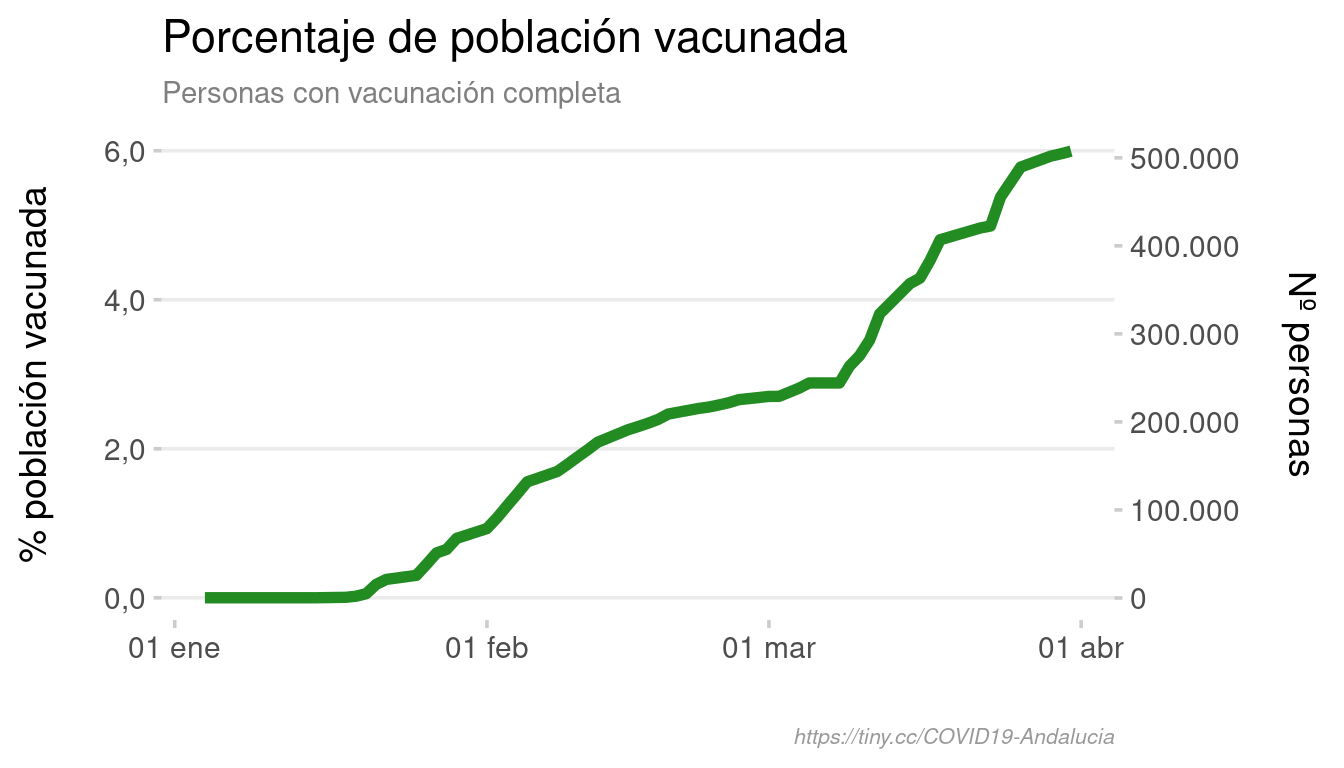 Porcentaje de población vacunada
Personas con vacunación completa
% población vacunada
6,0
4,0
2,0
0,0
500.000
400.000
300.000
200.000
100.000
0
Nº personas
01 ene
01 feb
01 mar
01 abr
https://tiny.cc/COVID19-Andalucia